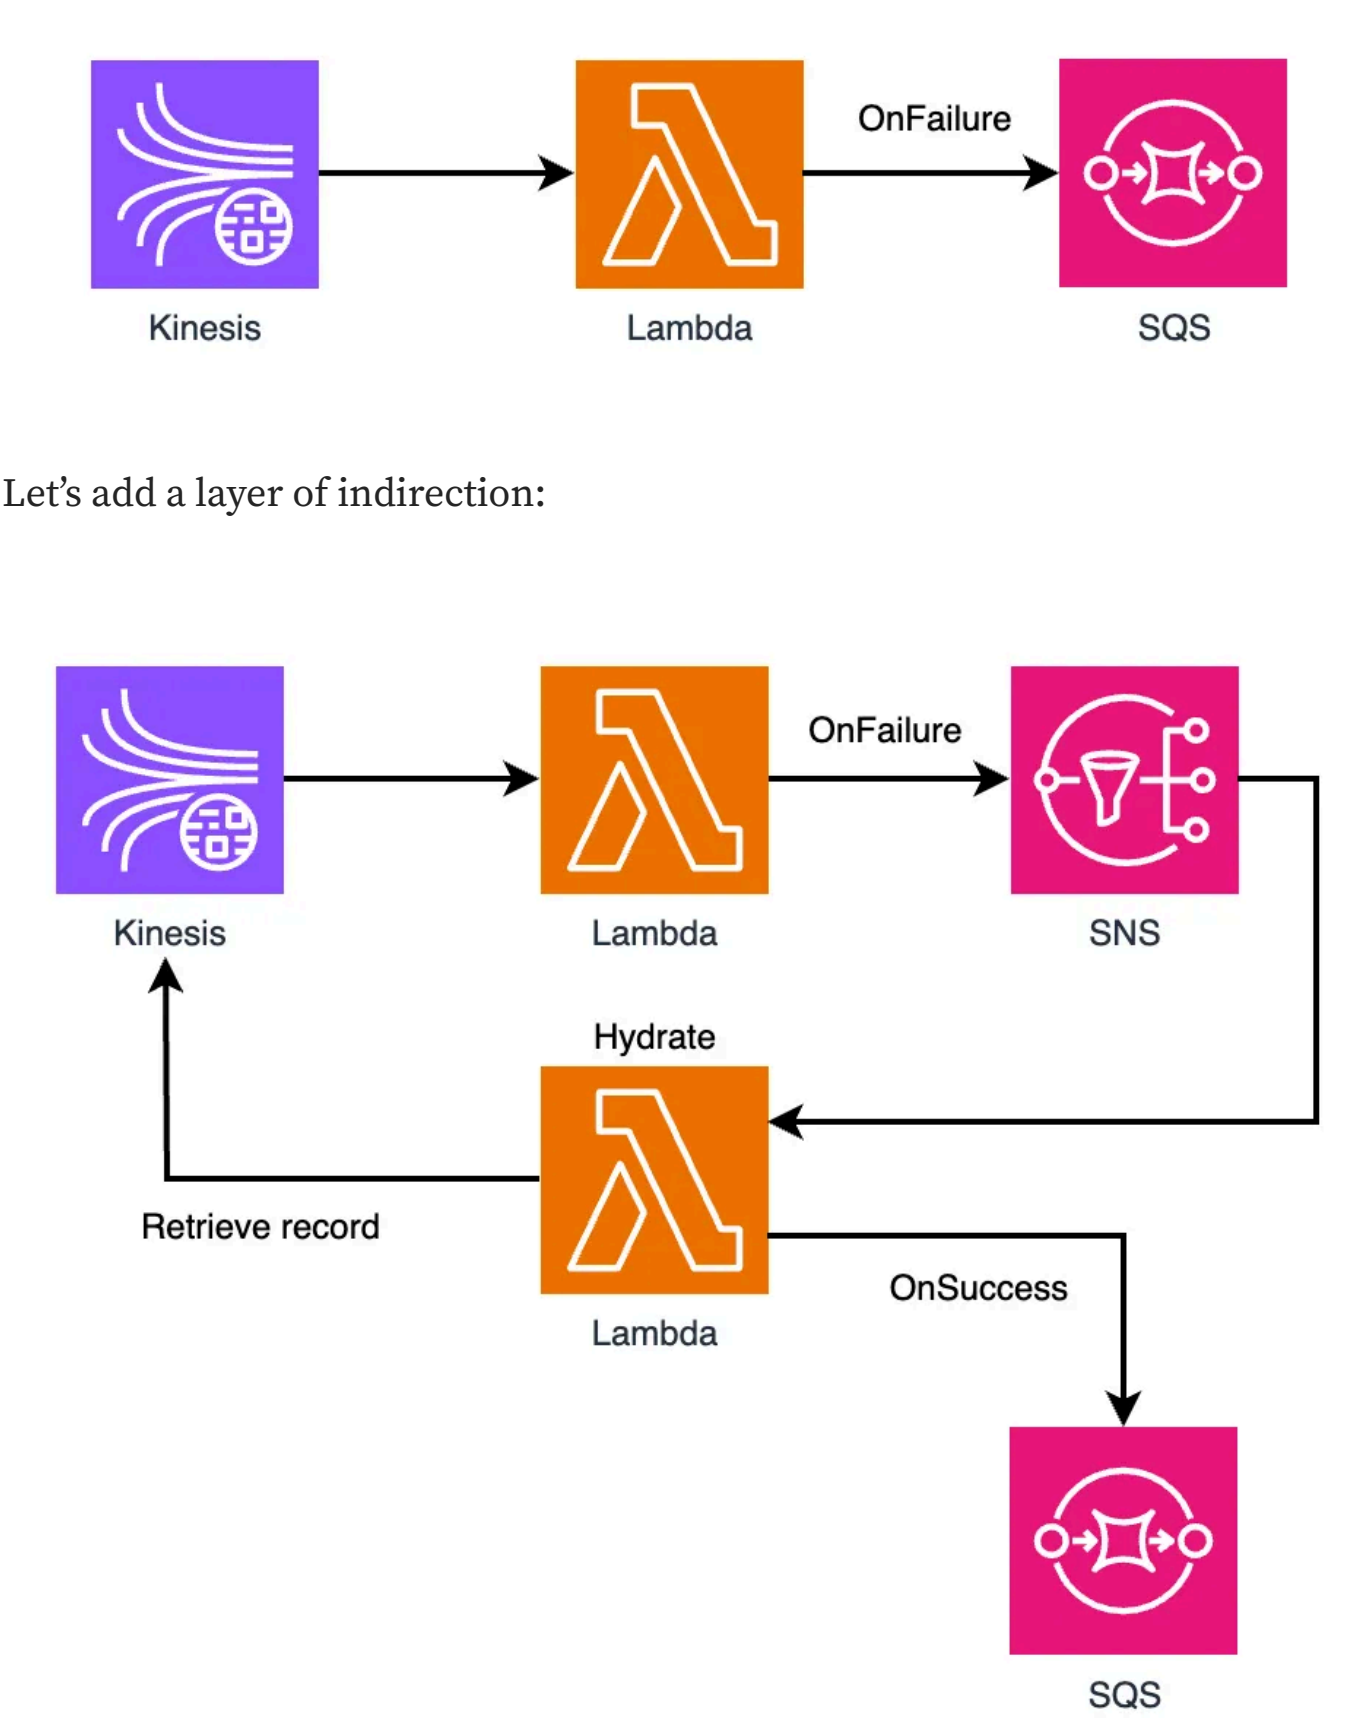 OnFailure
Kinesis
Lambda
SQS
Let’s add a layer of indirection:
OnFailure
Kinesis
Lambda
SNS
Hydrate
Retrieve record
OnSuccess
Lambda
SQS